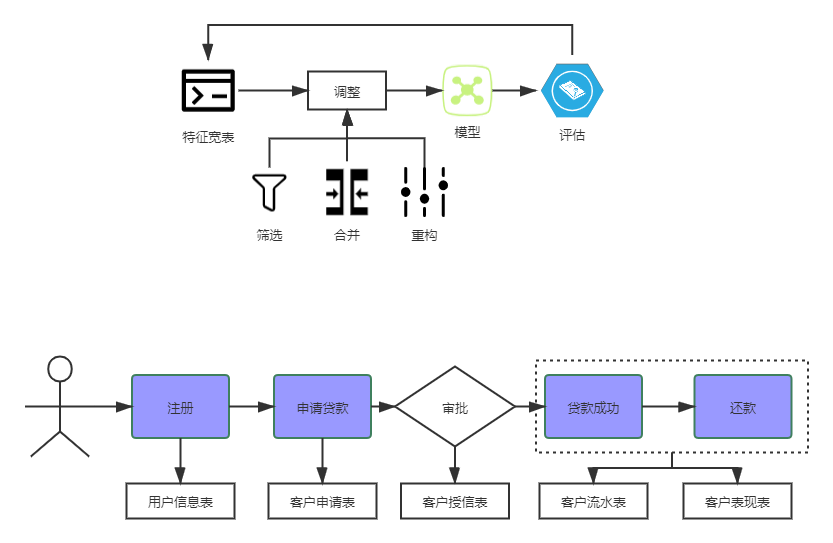 调整
特征宽表
模型
评估
筛选
合并
重构
注册
申请贷款
审批
贷款成功
还款
用户信息表
客户申请表
客户授信表
客户流水表
客户表现表